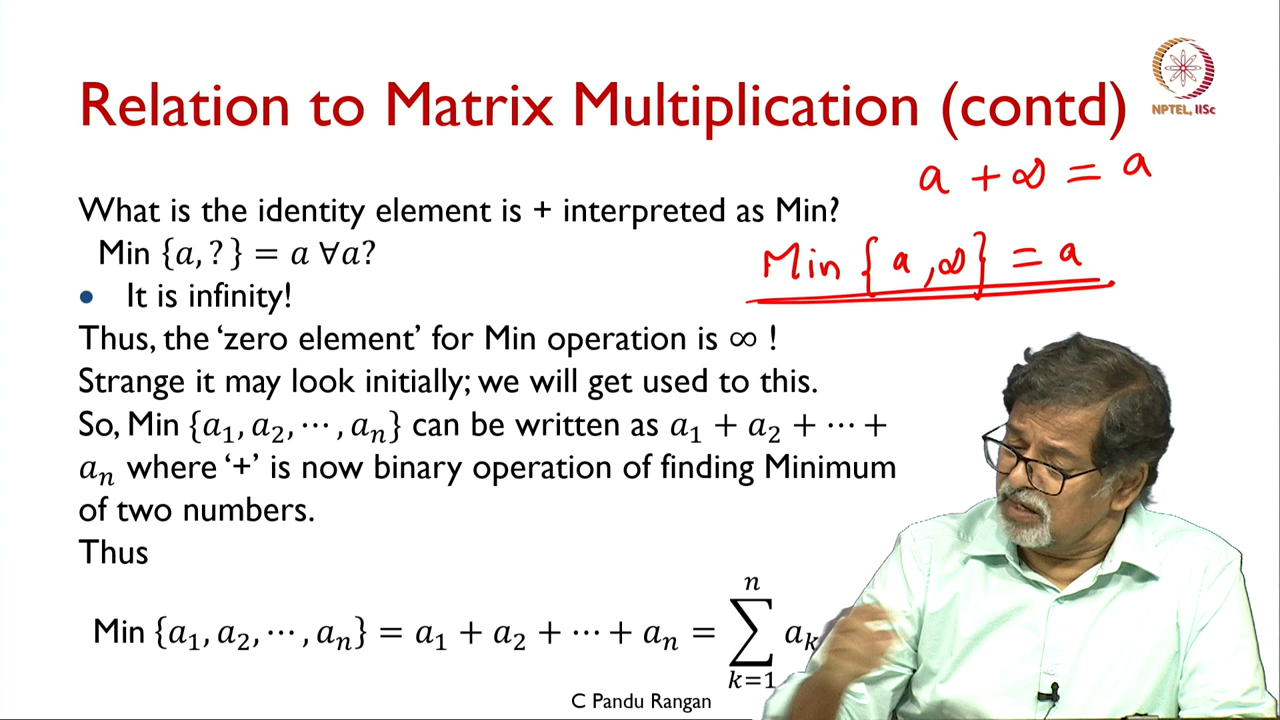 NPTEL, IISc
Relation to Matrix Multiplication (contd)
a + ∞ = a
What is the identity element is + interpreted as Min?
Min {a, ?} = a ∀a?
Min {a, ∞} = a
• It is infinity!
Thus, the ‘zero element’ for Min operation is ∞ !
Strange it may look initially; we will get used to this.
So, Min {a₁, a₂, ⋯, aₙ} can be written as a₁ + a₂ + ⋯ +
aₙ where ‘+’ is now binary operation of finding Minimum
of two numbers.
Thus
Min {a₁, a₂, ⋯, aₙ} = a₁ + a₂ + ⋯ + aₙ = ∑ₖ₌₁ⁿ aₖ
C Pandu Rangan